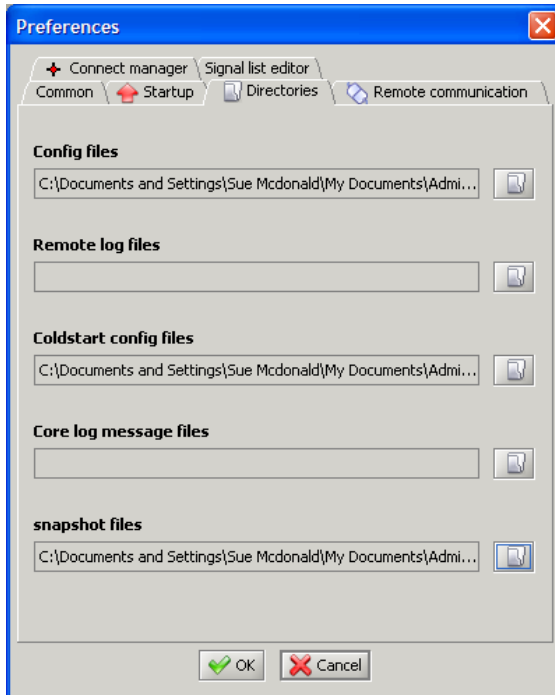 Preferences
Connect manager Signal list editor
Common Startup Directories Remote communication
Config files
C:\Documents and Settings\Sue Mcdonald\My Documents\Admi...
Remote log files
Coldstart config files
C:\Documents and Settings\Sue Mcdonald\My Documents\Admi...
Core log message files
snapshot files
C:\Documents and Settings\Sue Mcdonald\My Documents\Admi...
OK Cancel